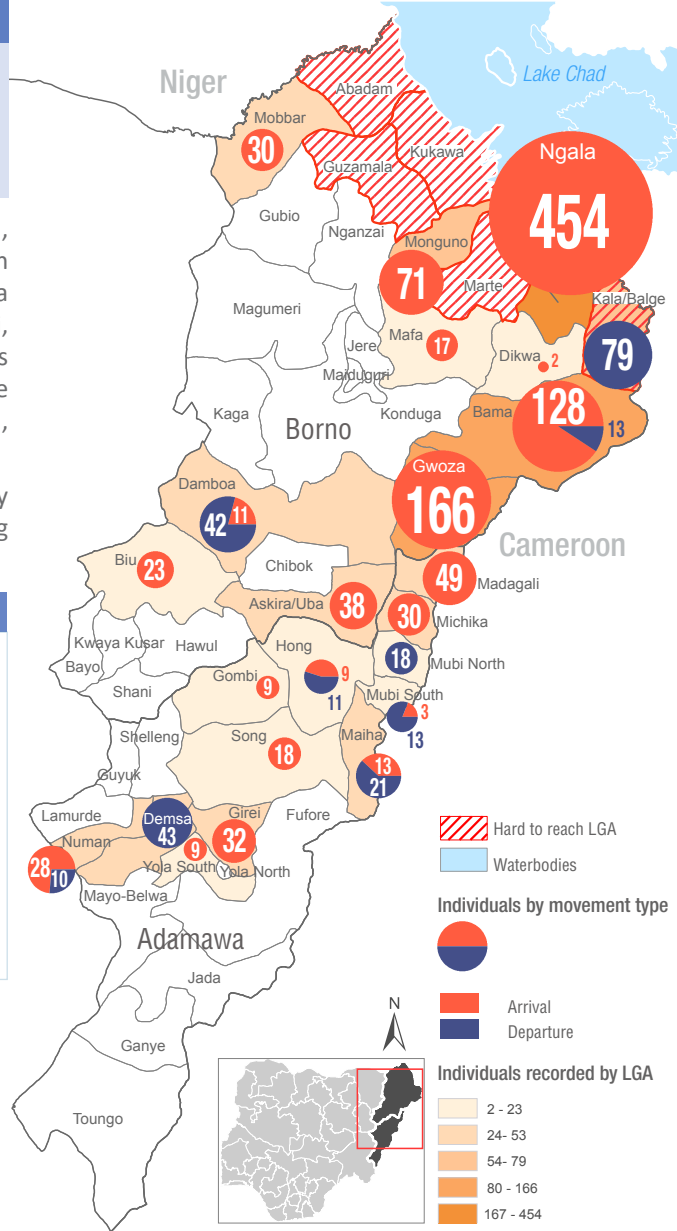 Niger
Lake Chad
Abadam
Mobbar
30
Kukawa
Guzamala
Ngala
454
Gubio
Nganzai
Monguno
71
Marte
Kala/Balge
79
Magumeri
Mafa
17
Jere
Dikwa
2
Maiduguri
Kaga
Konduga
Bama
128
13
Borno
Gwoza
166
Damboa
11
42
Cameroon
Biu
23
Chibok
49
Madagali
Askira/Uba
38
30
Michika
Kwaya Kusar
Hawul
Hong
9
11
18
Mubi North
Bayo
Gombi
9
Shani
Mubi South
3
13
Shelleng
Song
18
Maiha
13
21
Guyuk
Lamurde
Demsa
43
Girei
32
Fufore
Numan
28
10
9
Yola South
Yola North
Mayo-Belwa
Adamawa
Jada
Ganye
Toungo
Hard to reach LGA
Waterbodies
Individuals by movement type
Arrival
Departure
N
Individuals recorded by LGA
2 - 23
24- 53
54- 79
80 - 166
167 - 454